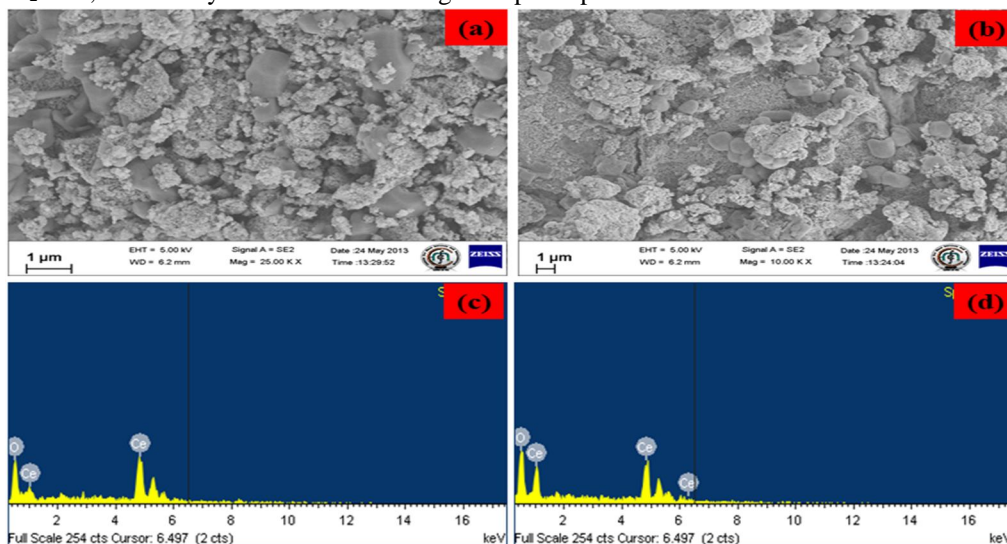 (a)
EHT = 5.00 kV Signal A = SE2 Date :24 May 2013
1 µm WD = 6.2 mm Mag = 25.00 K X Time :13:29:52 ZEISS
(b)
EHT = 5.00 kV Signal A = SE2 Date :24 May 2013
1 µm WD = 6.2 mm Mag = 10.00 K X Time :13:24:04 ZEISS
(c)
O
Ce
Ce
2 4 6 8 10 12 14 16
Full Scale 254 cts Cursor: 6.497 (2 cts) keV
(d)
O
Ce
Ce
Ce
2 4 6 8 10 12 14 16
Full Scale 254 cts Cursor: 6.497 (2 cts) keV